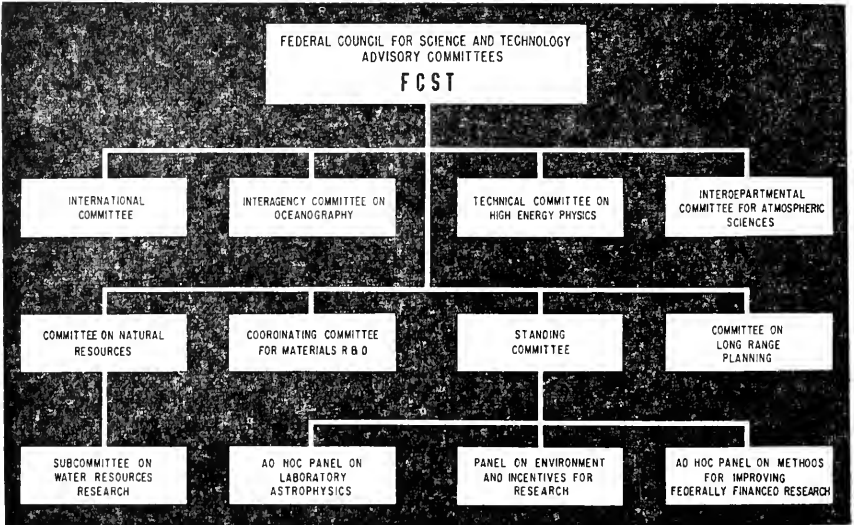 FEDERAL COUNCIL FOR SCIENCE AND TECHNOLOGY
ADVISORY COMMITTEES
FCST
INTERNATIONAL
COMMITTEE
INTERAGENCY COMMITTEE ON
OCEANOGRAPHY
TECHNICAL COMMITTEE ON
HIGH ENERGY PHYSICS
INTERDEPARTMENTAL
COMMITTEE FOR ATMOSPHERIC
SCIENCES
COMMITTEE ON NATURAL
RESOURCES
COORDINATING COMMITTEE
FOR MATERIALS R & D
STANDING
COMMITTEE
COMMITTEE ON
LONG RANGE
PLANNING
SUBCOMMITTEE ON
WATER RESOURCES
RESEARCH
AD HOC PANEL ON
LABORATORY
ASTROPHYSICS
PANEL ON ENVIRONMENT
AND INCENTIVES FOR
RESEARCH
AD HOC PANEL ON METHODS
FOR IMPROVING
FEDERALLY FINANCED RESEARCH